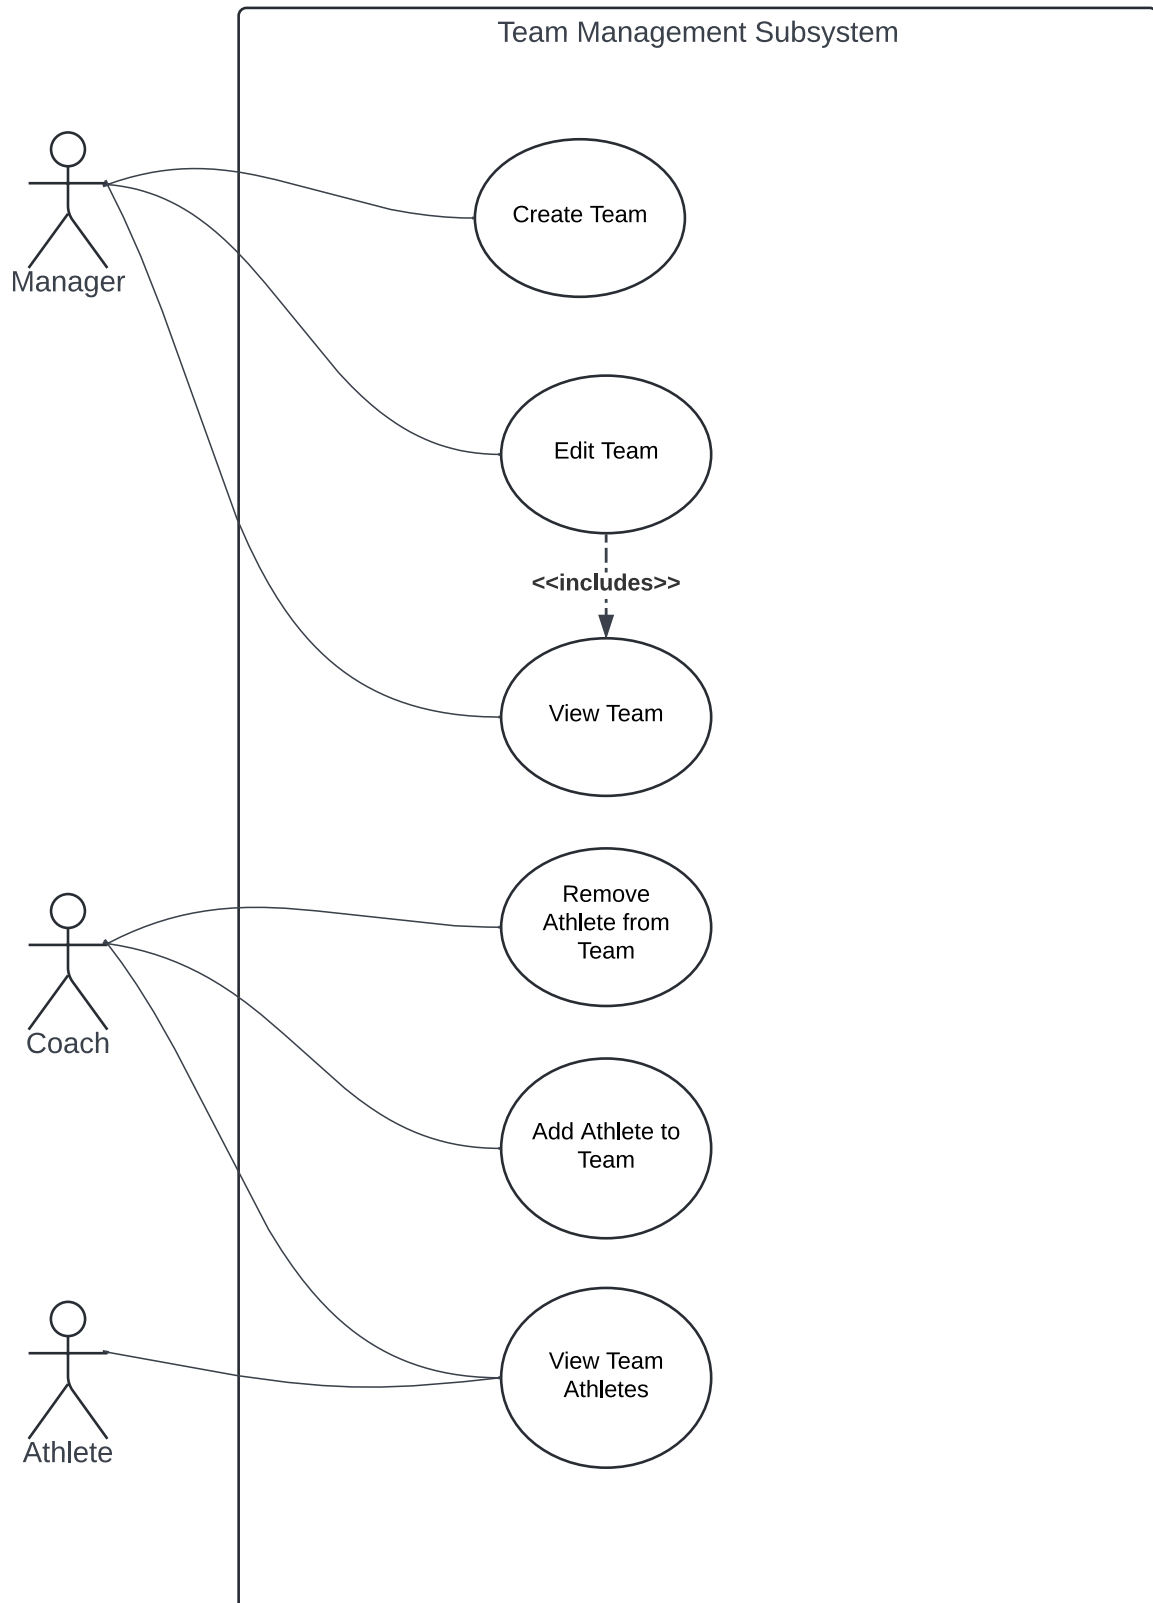 Team Management Subsystem
Manager
Create Team
Edit Team
<<includes>>
View Team
Remove
Athlete from
Team
Coach
Add Athlete to
Team
View Team
Athletes
Athlete